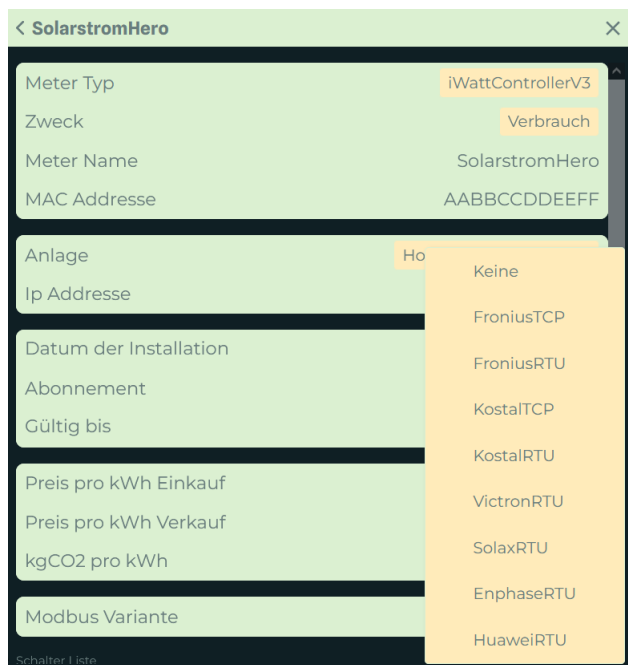 SolarstromHero
Meter Typ iWattControllerV3
Zweck Verbrauch
Meter Name SolarstromHero
MAC Addresse AABBCCDDEEFF
Anlage Ho
Ip Addresse
Datum der Installation
Abonnement
Gültig bis
Preis pro kWh Einkauf
Preis pro kWh Verkauf
kgCO2 pro kWh
Modbus Variante
Schalter Liste
Keine
FroniusTCP
FroniusRTU
KostalTCP
KostalRTU
VictronRTU
SolaxRTU
EnphaseRTU
HuaweiRTU